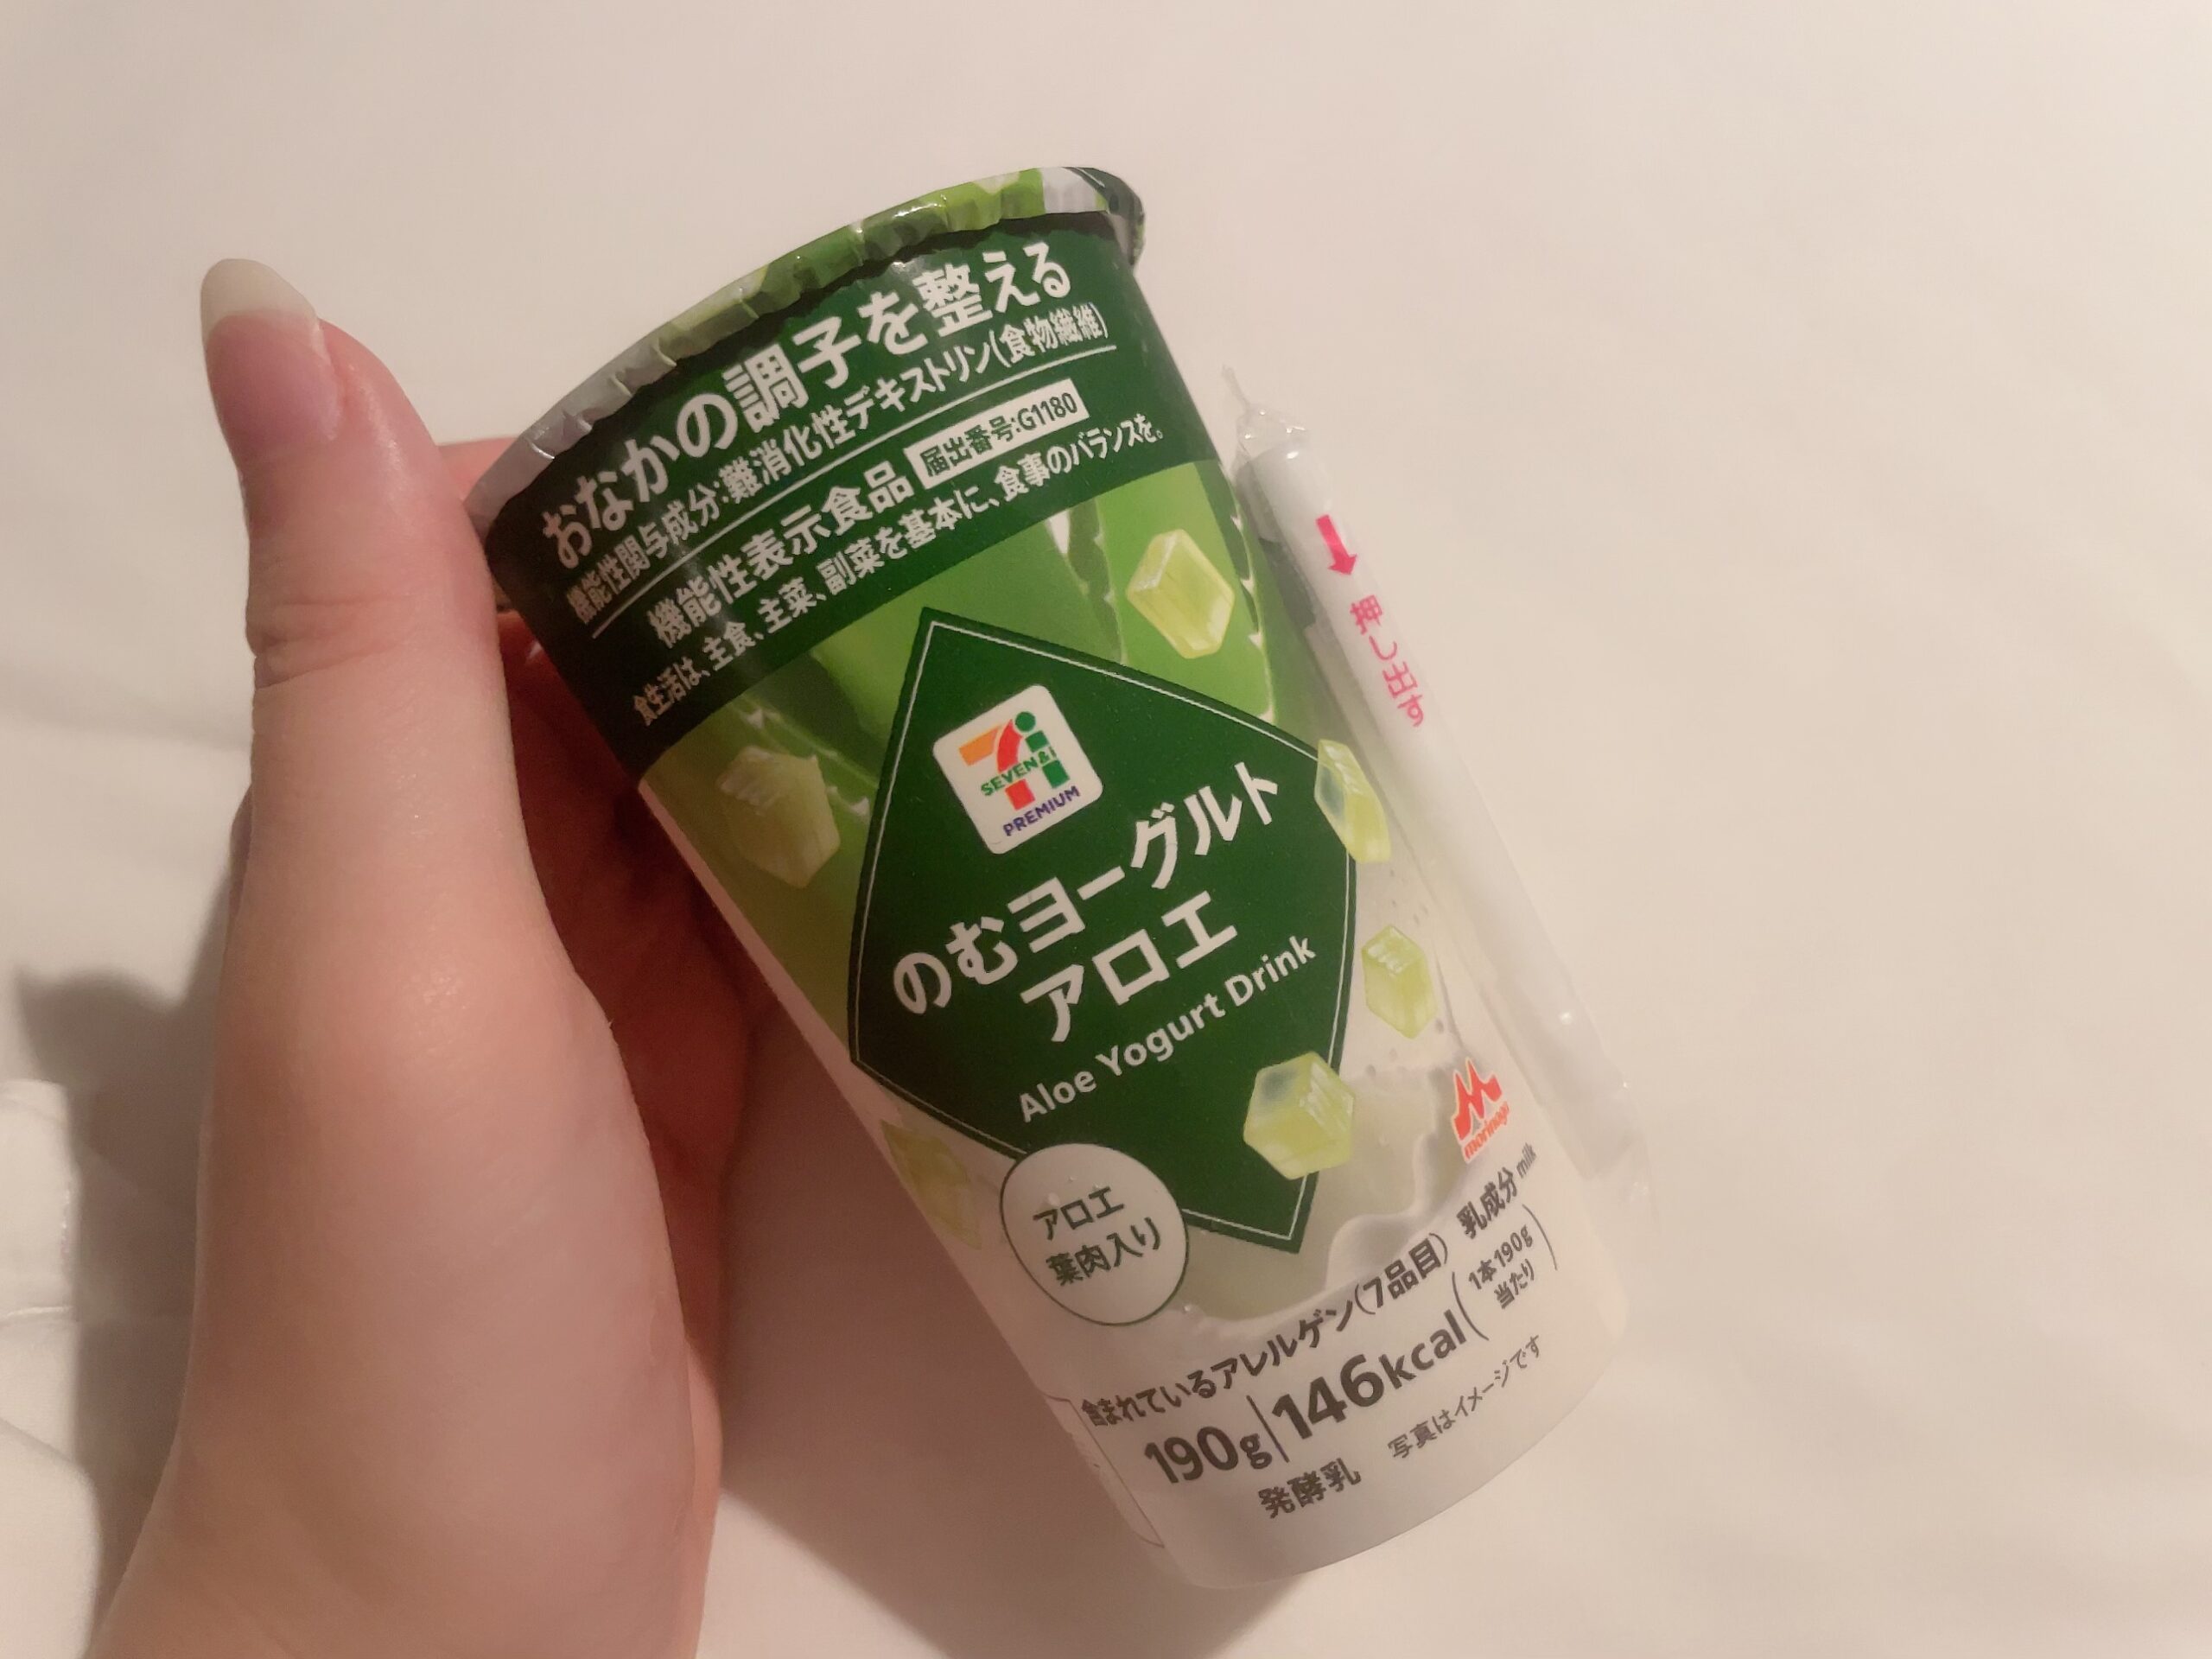 おなかの調子を整える
機能性関与成分:難消化性デキストリン(食物繊維)
機能性表示食品 届出番号:G1180
食生活は、主食、主菜、副菜を基本に、食事のバランスを。
押し出す
SEVEN&i
PREMIUM
のむヨーグルト
アロエ
Aloe Yogurt Drink
アロエ
葉肉入り
morinaga
含まれているアレルゲン(7品目) 乳成分 milk
190g 146kcal (1本190g
当たり)
発酵乳 写真はイメージです